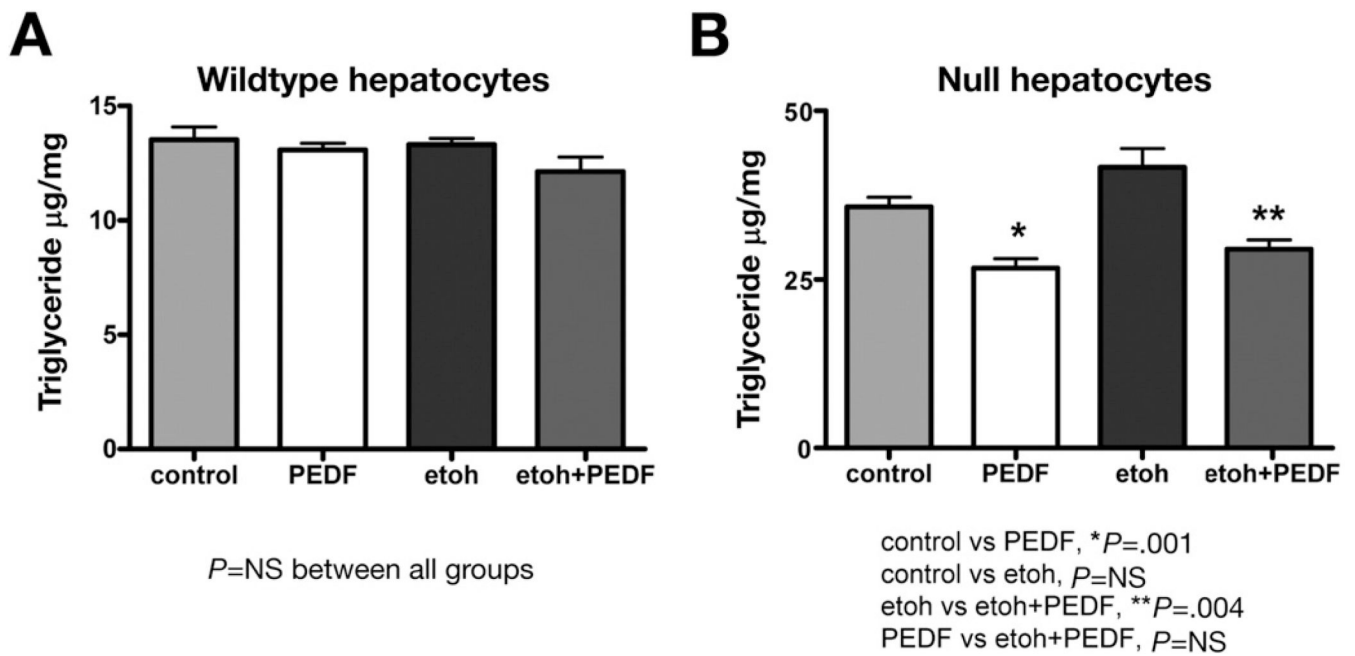 A
Wildtype hepatocytes
Triglyceride µg/mg
15
10
5
0
control PEDF etoh etoh+PEDF
P=NS between all groups
B
Null hepatocytes
Triglyceride µg/mg
50
25
0
*
**
control PEDF etoh etoh+PEDF
control vs PEDF, *P=.001
control vs etoh, P=NS
etoh vs etoh+PEDF, **P=.004
PEDF vs etoh+PEDF, P=NS